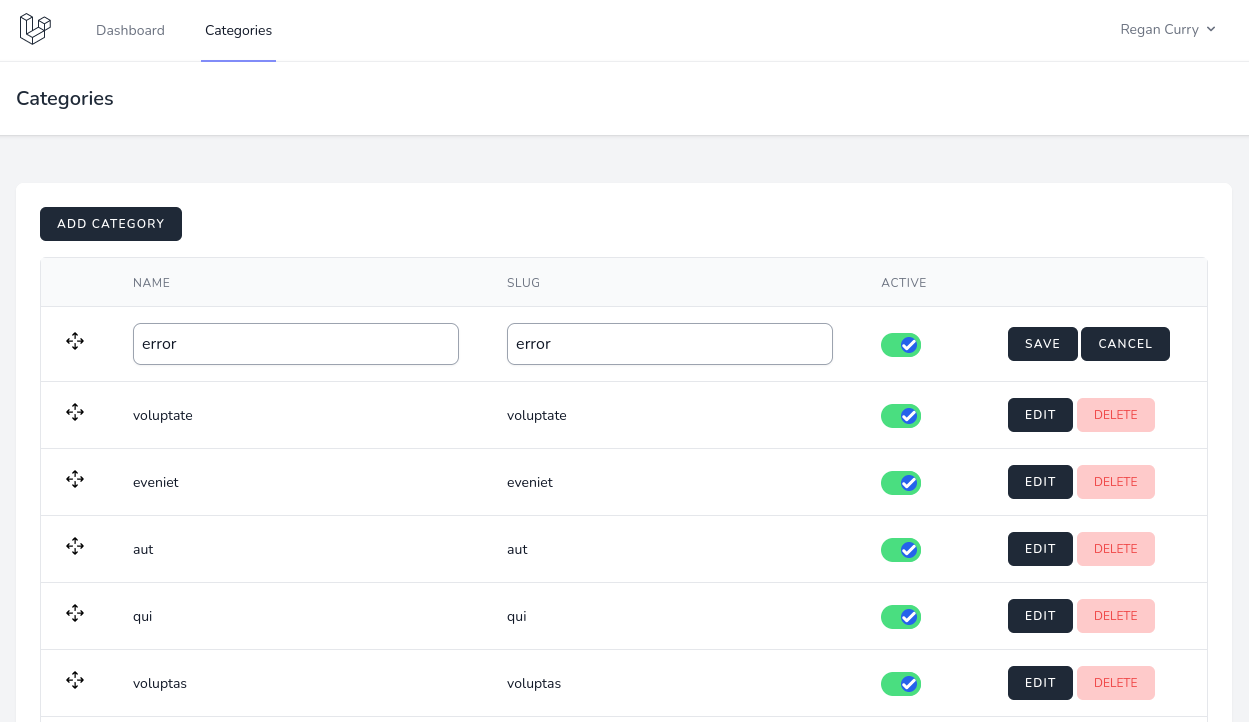 Dashboard Categories Regan Curry
Categories
ADD CATEGORY
NAME SLUG ACTIVE
error error SAVE CANCEL
voluptate voluptate EDIT DELETE
eveniet eveniet EDIT DELETE
aut aut EDIT DELETE
qui qui EDIT DELETE
voluptas voluptas EDIT DELETE